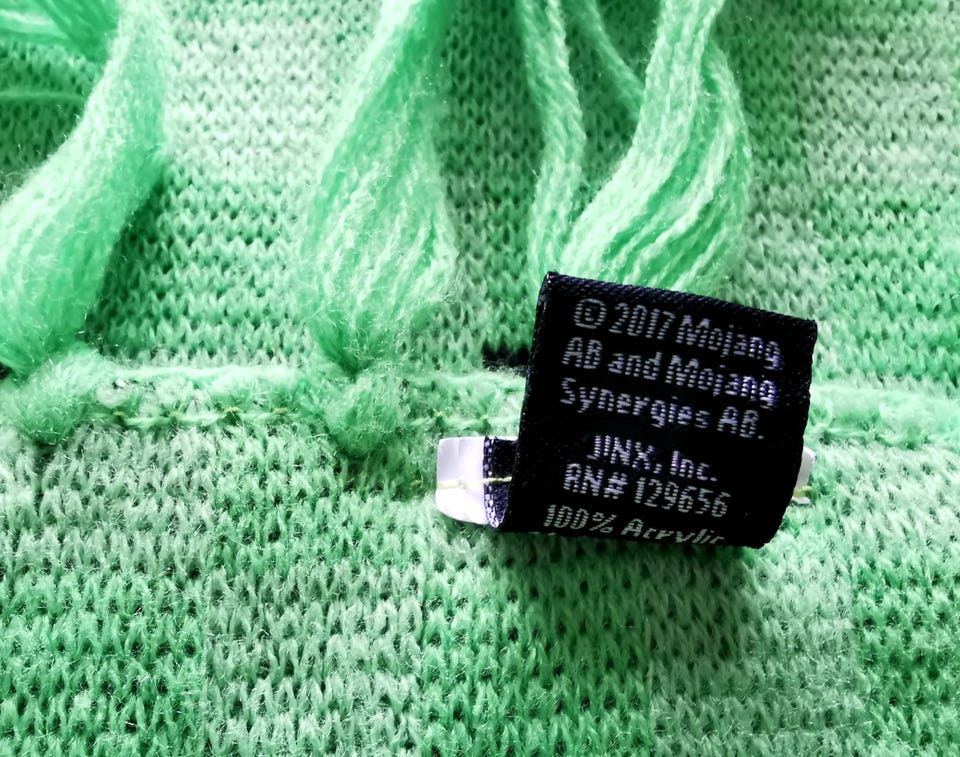 © 2017 Mojang
AB and Mojang
Synergies AB.
JINX, Inc.
RN# 129656
100% Acrylic